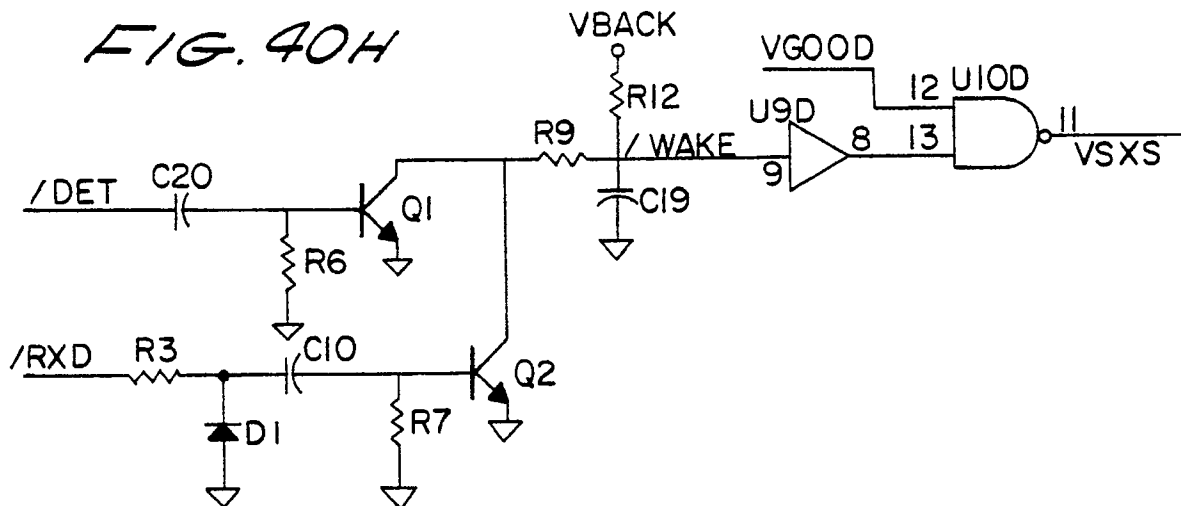 FIG. 40H
VBACK
VGOOD
U10D
R12
12
U9D
R9
/WAKE
8
13
11
VSXS
9
C20
/DET
C19
Q1
R6
/RXD
R3
C10
Q2
D1
R7